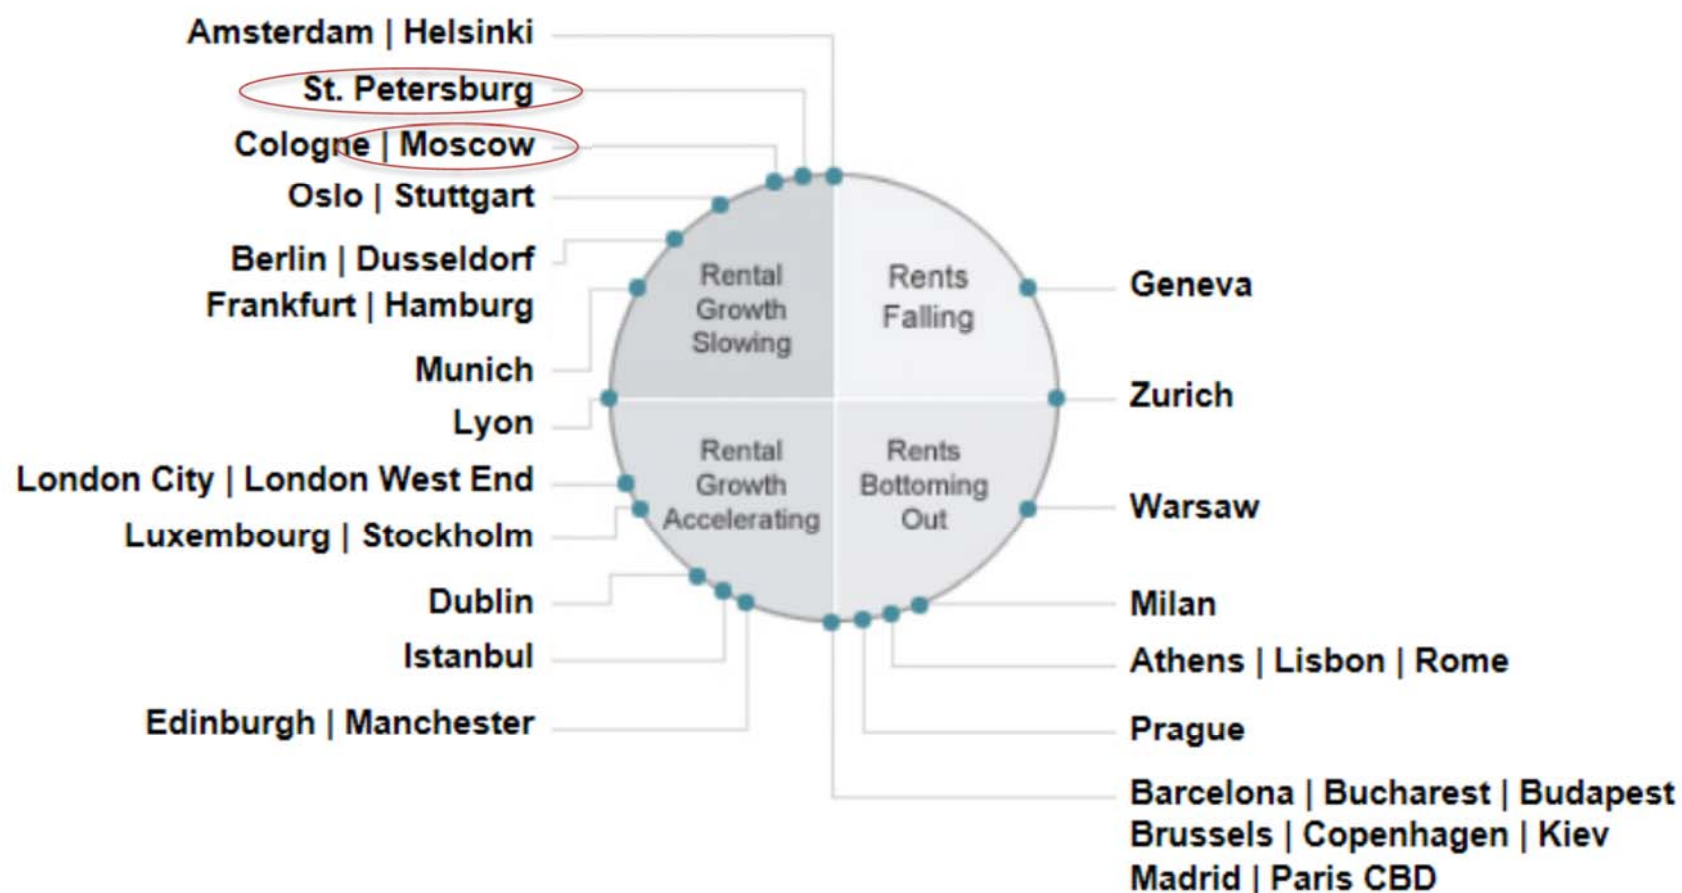 Amsterdam | Helsinki
St. Petersburg
Cologne | Moscow
Oslo | Stuttgart
Berlin | Dusseldorf
Frankfurt | Hamburg
Munich
Lyon
London City | London West End
Luxembourg | Stockholm
Dublin
Istanbul
Edinburgh | Manchester
Rental
Growth
Slowing
Rents
Falling
Rental
Growth
Accelerating
Rents
Bottoming
Out
Geneva
Zurich
Warsaw
Milan
Athens | Lisbon | Rome
Prague
Barcelona | Bucharest | Budapest
Brussels | Copenhagen | Kiev
Madrid | Paris CBD